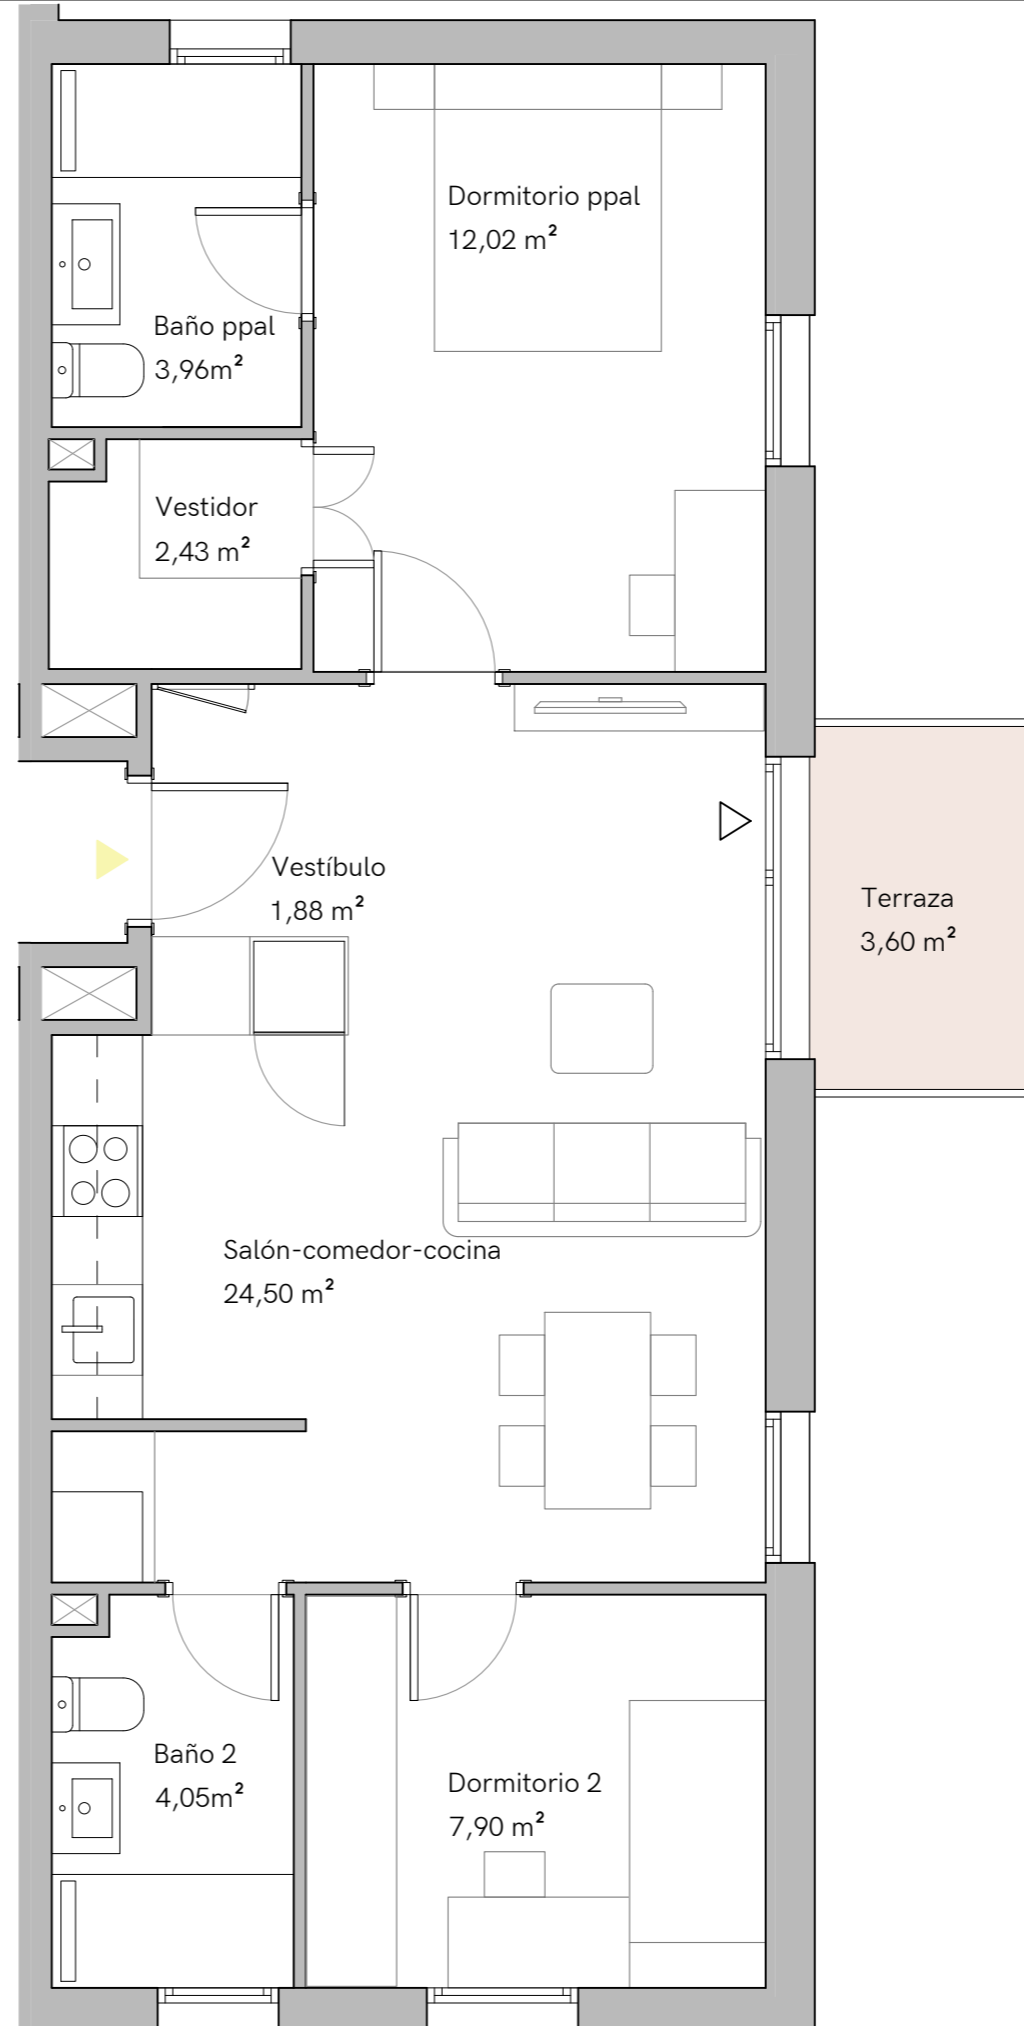 Dormitorio ppal
12,02 m²
Baño ppal
3,96m²
Vestidor
2,43 m²
Vestíbulo
1,88 m²
Terraza
3,60 m²
Salón-comedor-cocina
24,50 m²
Baño 2
4,05m²
Dormitorio 2
7,90 m²